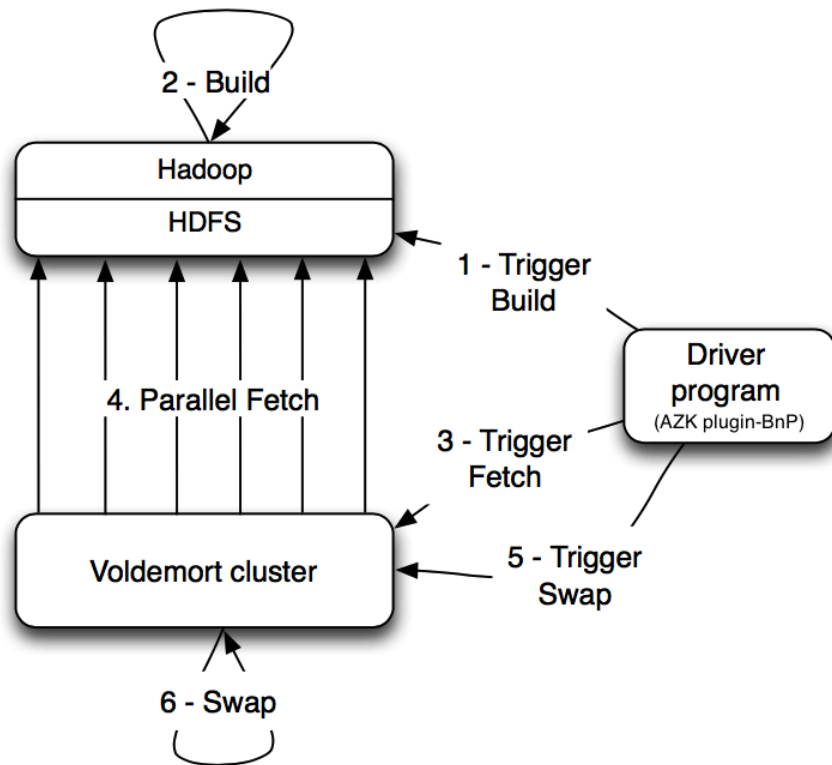 2 - Build
Hadoop
HDFS
1 - Trigger
Build
Driver
program
(AZK plugin-BnP)
4. Parallel Fetch
3 - Trigger
Fetch
Voldemort cluster
5 - Trigger
Swap
6 - Swap